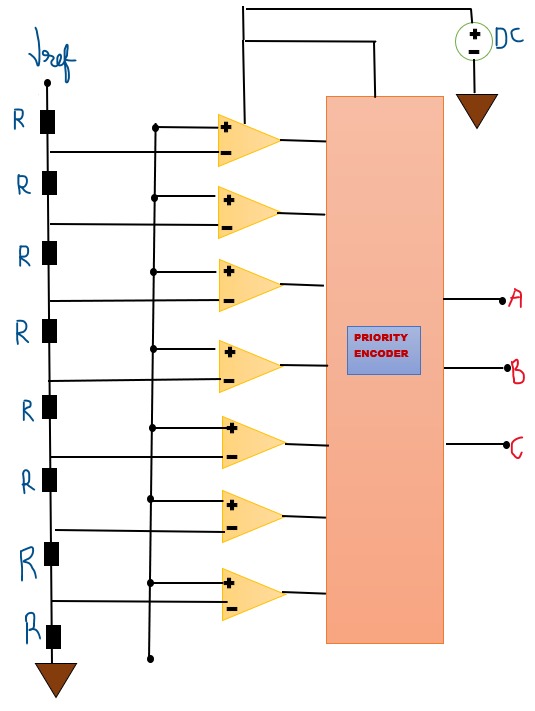 Vref
DC
R
R
R
R
R
R
R
R
+
-
+
-
+
-
+
-
+
-
+
-
+
-
+
-
PRIORITY
ENCODER
A
B
C